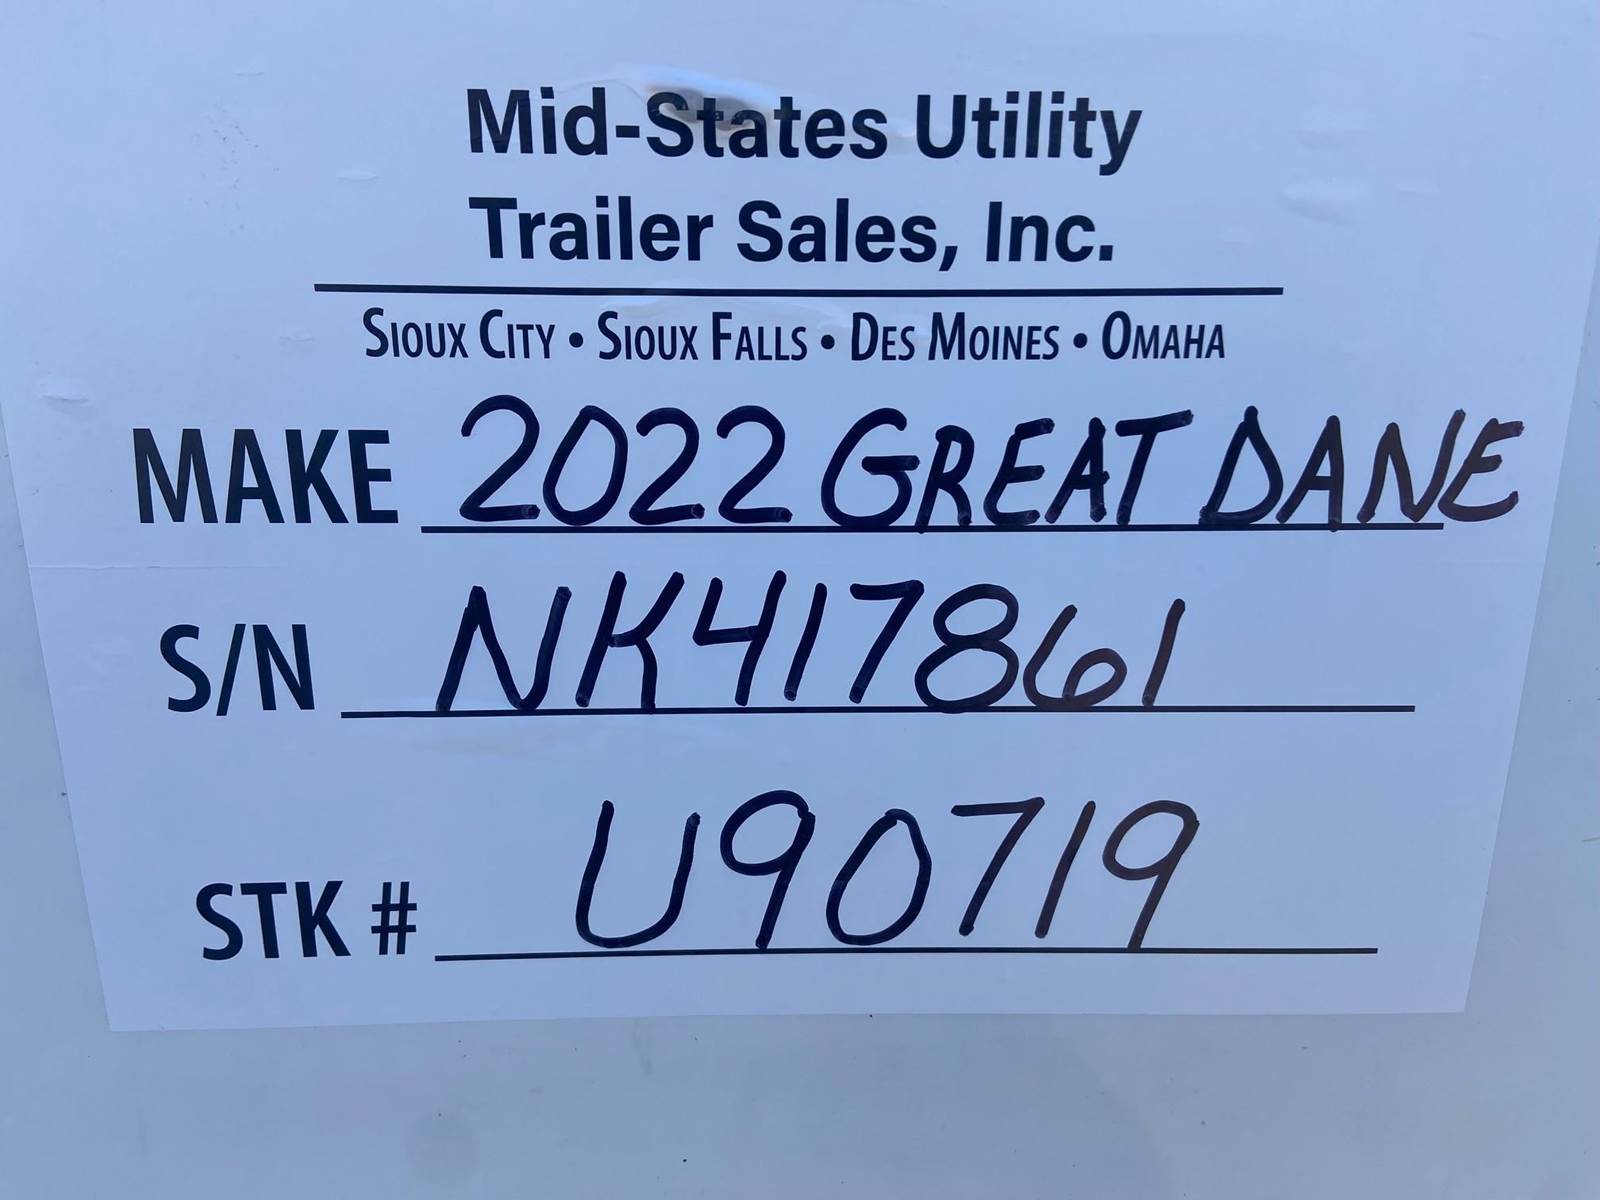 Mid-States Utility
Trailer Sales, Inc.
Sioux City • Sioux Falls • Des Moines • Omaha
MAKE 2022 GREAT DANE
S/N NK417861
STK # U90719